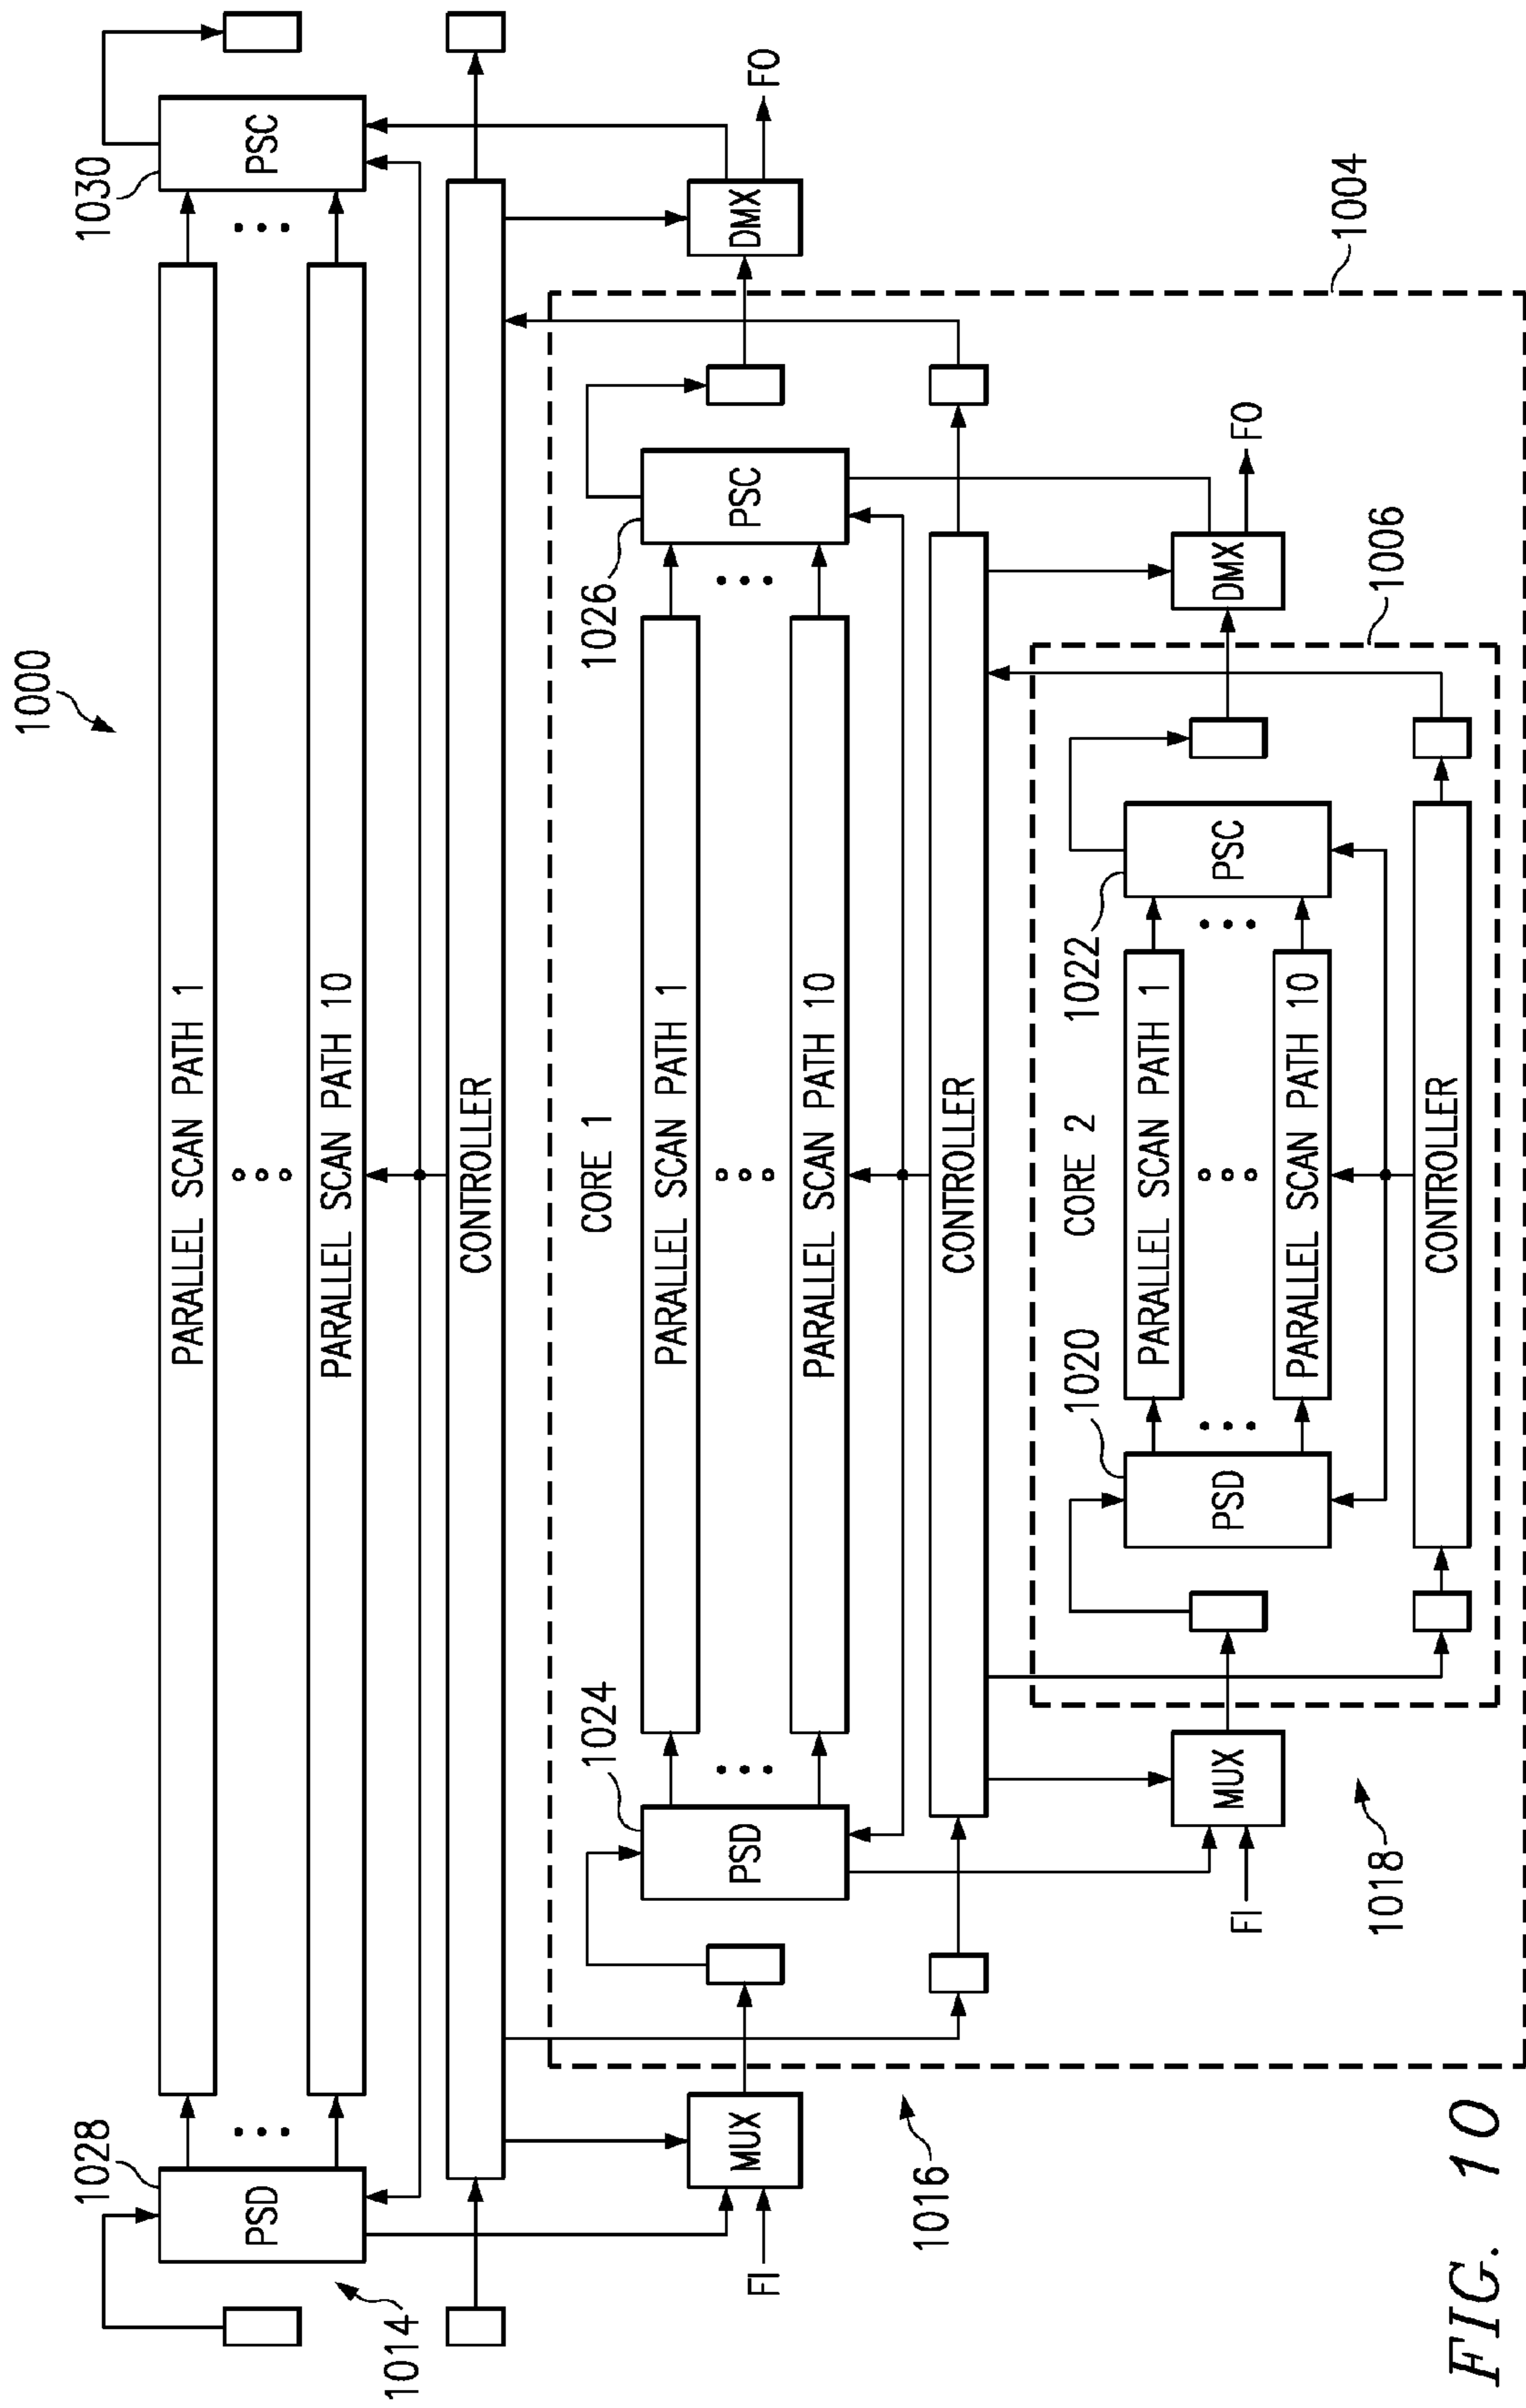 1000
1028
1030
PSD
PARALLEL SCAN PATH 1
PSC
PARALLEL SCAN PATH 10
1014
CONTROLLER
1024
CORE 1
1026
FI
MUX
PSD
PARALLEL SCAN PATH 1
PSC
DMX
FO
PARALLEL SCAN PATH 10
1016
CONTROLLER
1020
CORE 2
1022
FI
MUX
PSD
PARALLEL SCAN PATH 1
PSC
DMX
FO
PARALLEL SCAN PATH 10
1018
1006
1004
CONTROLLER
FIG. 10